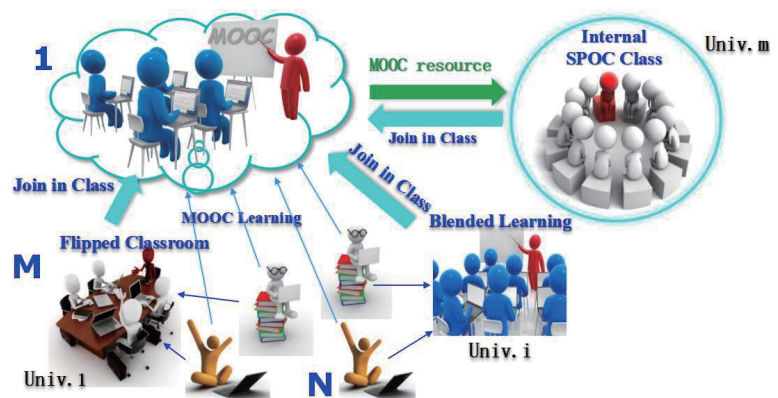 MOOC
1
Internal
SPOC Class
Univ.m
MOOC resource
Join in Class
Join in Class
Join in Class
MOOC Learning
Flipped Classroom
Blended Learning
M
Univ.1
N
Univ.i